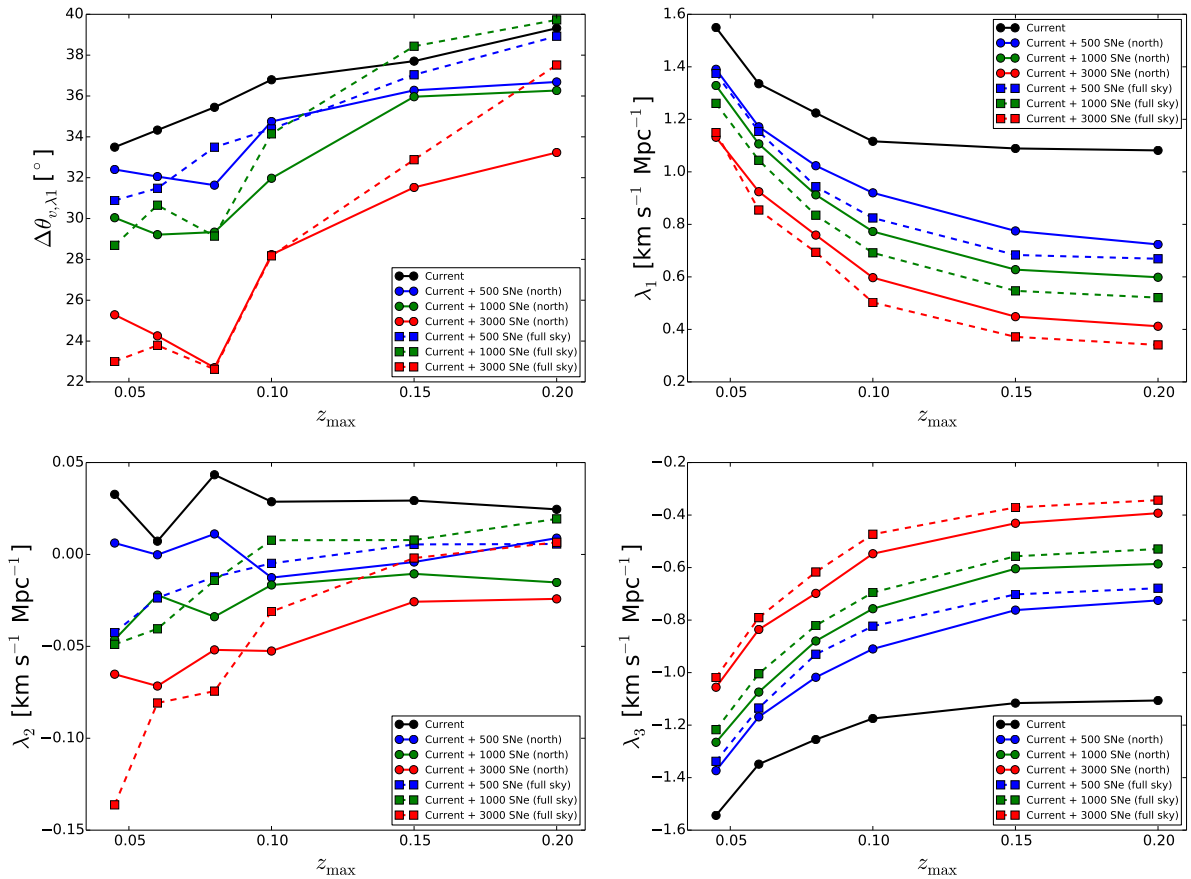 40
38
36
34
32
30
28
26
24
22
Δθ_{v,λ1} [°]
Current
Current + 500 SNe (north)
Current + 1000 SNe (north)
Current + 3000 SNe (north)
Current + 500 SNe (full sky)
Current + 1000 SNe (full sky)
Current + 3000 SNe (full sky)
0.05 0.10 0.15 0.20
z_max
1.6
1.4
1.2
1.0
0.8
0.6
0.4
0.2
λ₁ [km s⁻¹ Mpc⁻¹]
Current
Current + 500 SNe (north)
Current + 1000 SNe (north)
Current + 3000 SNe (north)
Current + 500 SNe (full sky)
Current + 1000 SNe (full sky)
Current + 3000 SNe (full sky)
0.05 0.10 0.15 0.20
z_max
0.05
0.00
−0.05
−0.10
−0.15
λ₂ [km s⁻¹ Mpc⁻¹]
Current
Current + 500 SNe (north)
Current + 1000 SNe (north)
Current + 3000 SNe (north)
Current + 500 SNe (full sky)
Current + 1000 SNe (full sky)
Current + 3000 SNe (full sky)
0.05 0.10 0.15 0.20
z_max
−0.2
−0.4
−0.6
−0.8
−1.0
−1.2
−1.4
−1.6
λ₃ [km s⁻¹ Mpc⁻¹]
Current
Current + 500 SNe (north)
Current + 1000 SNe (north)
Current + 3000 SNe (north)
Current + 500 SNe (full sky)
Current + 1000 SNe (full sky)
Current + 3000 SNe (full sky)
0.05 0.10 0.15 0.20
z_max